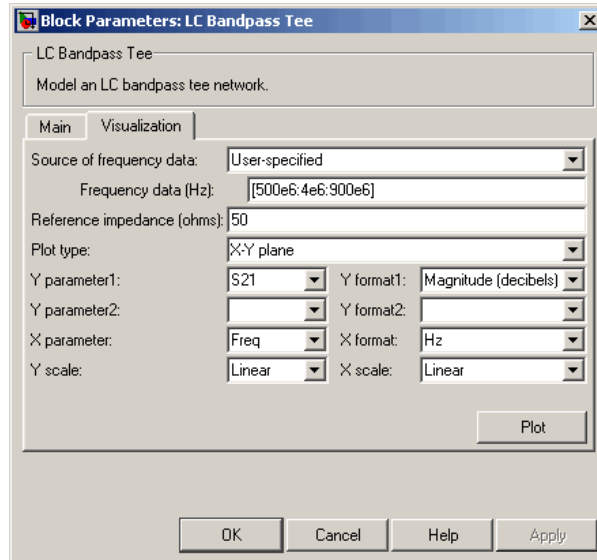 Block Parameters: LC Bandpass Tee
LC Bandpass Tee
Model an LC bandpass tee network.
Main Visualization
Source of frequency data: User-specified
Frequency data (Hz): [500e6:4e6:900e6]
Reference impedance (ohms): 50
Plot type: X-Y plane
Y parameter1: S21 Y format1: Magnitude (decibels)
Y parameter2: Y format2:
X parameter: Freq X format: Hz
Y scale: Linear X scale: Linear
Plot
OK Cancel Help Apply